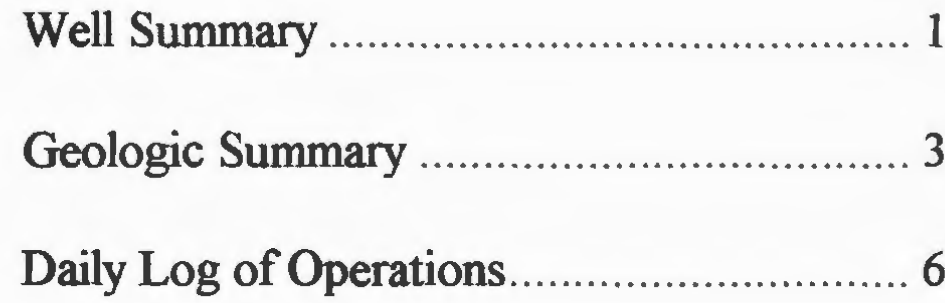 Well Summary ........................................... 1
Geologic Summary .................................... 3
Daily Log of Operations.............................. 6